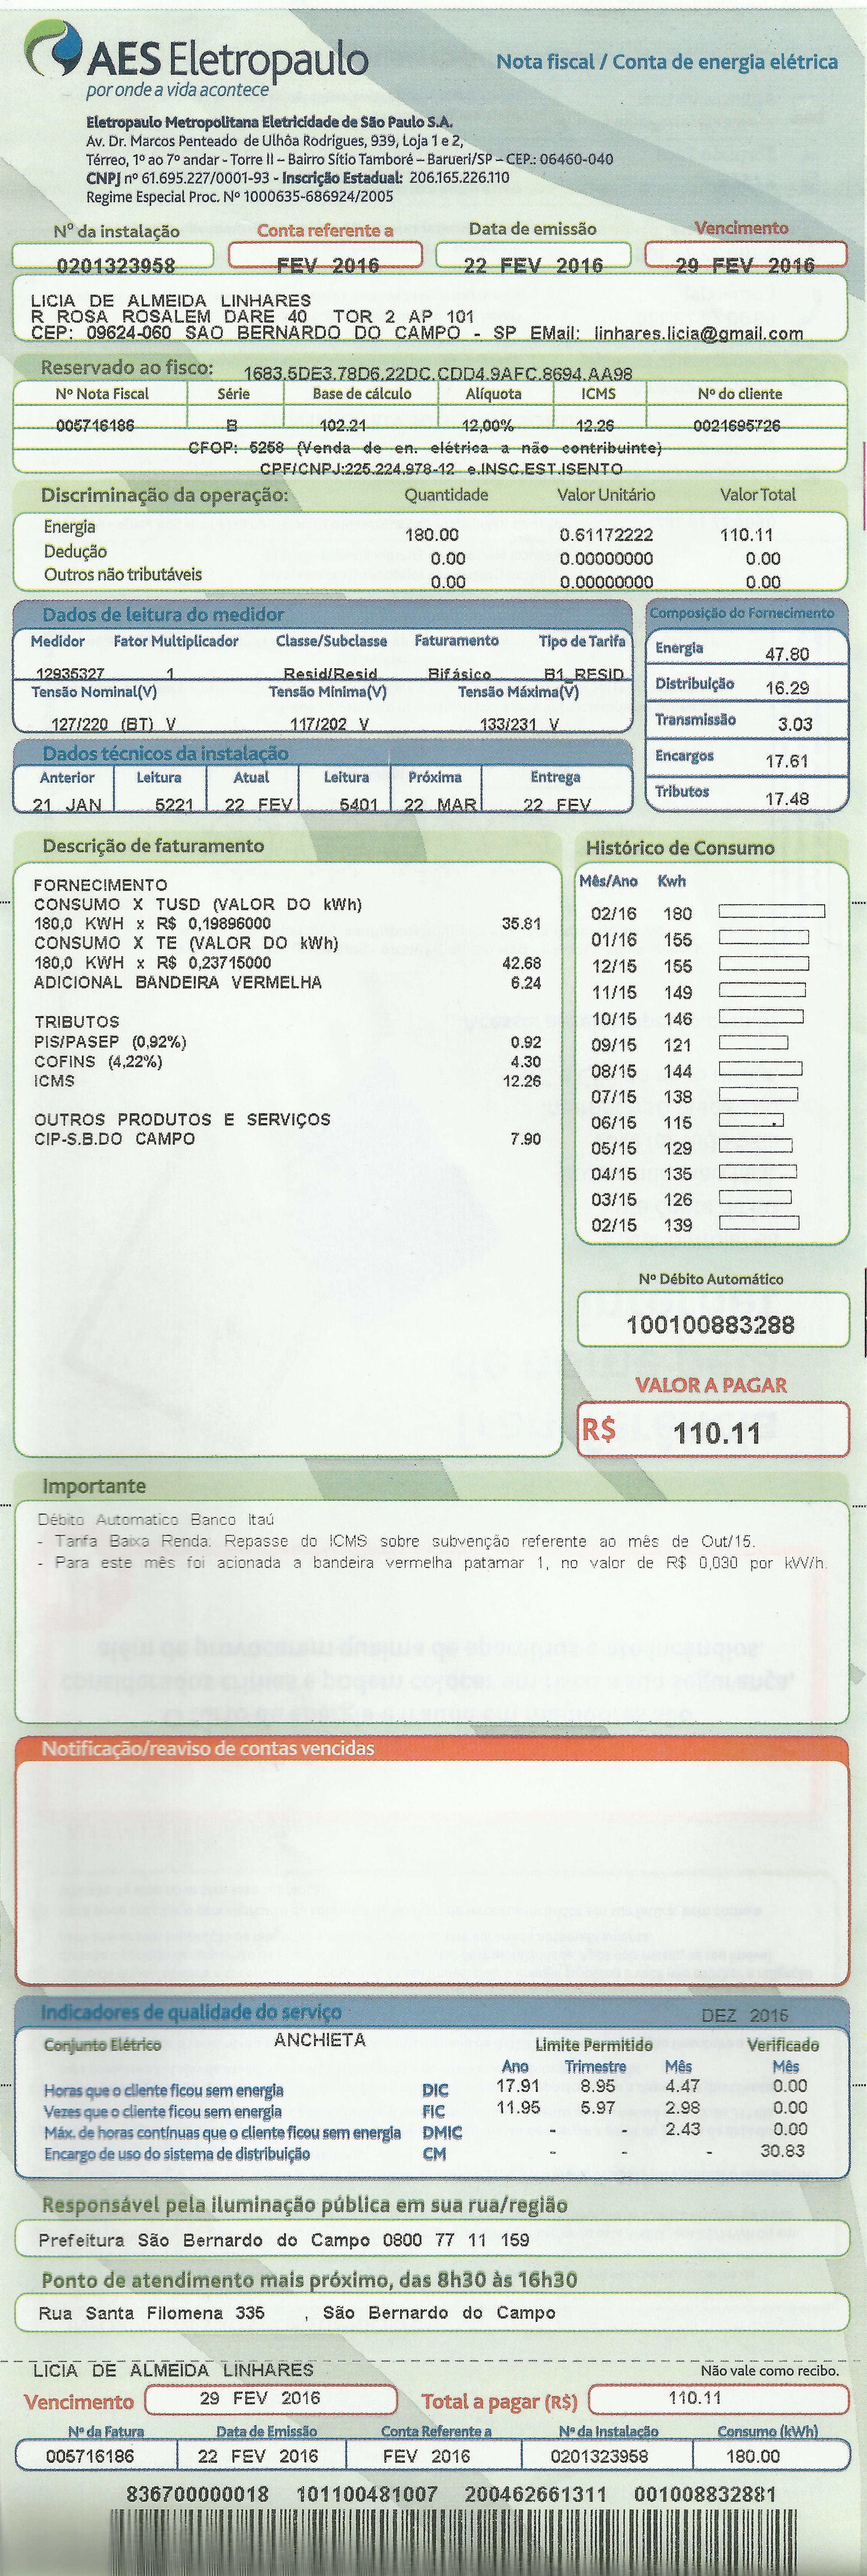 AES Eletropaulo
por onde a vida acontece
Nota fiscal / Conta de energia elétrica
Eletropaulo Metropolitana Eletricidade de São Paulo S.A.
Av. Dr. Marcos Penteado de Ulhôa Rodrigues, 939, Loja 1 e 2,
Térreo, 1º ao 7º andar - Torre II – Bairro Sítio Tamboré – Barueri/SP – CEP.: 06460-040
CNPJ nº 61.695.227/0001-93 - Inscrição Estadual: 206.165.226.110
Regime Especial Proc. Nº 1000635-686924/2005
Nº da instalação Conta referente a Data de emissão Vencimento
0201323958 FEV 2016 22 FEV 2016 29 FEV 2016
LICIA DE ALMEIDA LINHARES
R ROSA ROSALEM DARE 40 TOR 2 AP 101
CEP: 09624-060 SAO BERNARDO DO CAMPO - SP EMail: linhares.licia@gmail.com
Reservado ao fisco: 1683.5DE3.78D6.22DC.CDD4.9AFC.8694.AA98
Nº Nota Fiscal Série Base de cálculo Alíquota ICMS Nº do cliente
005716186 B 102.21 12,00% 12.26 0021695726
CFOP: 5258 (Venda de en. elétrica a não contribuinte)
CPF/CNPJ:225.224.978-12 e.INSC.EST.ISENTO
Discriminação da operação: Quantidade Valor Unitário Valor Total
Energia 180.00 0.61172222 110.11
Dedução 0.00 0.00000000 0.00
Outros não tributáveis 0.00 0.00000000 0.00
Dados de leitura do medidor
Medidor Fator Multiplicador Classe/Subclasse Faturamento Tipo de Tarifa
12935327 1 Resid/Resid Bifásico B1_RESID
Tensão Nominal(V) Tensão Mínima(V) Tensão Máxima(V)
127/220 (BT) V 117/202 V 133/231 V
Composição do Fornecimento
Energia 47.80
Distribuição 16.29
Transmissão 3.03
Encargos 17.61
Tributos 17.48
Dados técnicos da instalação
Anterior Leitura Atual Leitura Próxima Entrega
21 JAN 5221 22 FEV 5401 22 MAR 22 FEV
Descrição de faturamento
FORNECIMENTO
CONSUMO X TUSD (VALOR DO kWh)
180,0 KWH x R$ 0,19896000 35.81
CONSUMO X TE (VALOR DO kWh)
180,0 KWH x R$ 0,23715000 42.68
ADICIONAL BANDEIRA VERMELHA 6.24
TRIBUTOS
PIS/PASEP (0,92%) 0.92
COFINS (4,22%) 4.30
ICMS 12.26
OUTROS PRODUTOS E SERVIÇOS
CIP-S.B.DO CAMPO 7.90
Histórico de Consumo
Mês/Ano Kwh
02/16 180
01/16 155
12/15 155
11/15 149
10/15 146
09/15 121
08/15 144
07/15 138
06/15 115
05/15 129
04/15 135
03/15 126
02/15 139
Nº Débito Automático
100100883288
VALOR A PAGAR
R$ 110.11
Importante
Débito Automatico Banco Itaú
- Tarifa Baixa Renda. Repasse do ICMS sobre subvenção referente ao mês de Out/15.
- Para este mês foi acionada a bandeira vermelha patamar 1, no valor de R$ 0,030 por kW/h.
Notificação/reaviso de contas vencidas
Indicadores de qualidade do serviço DEZ 2015
Conjunto Elétrico ANCHIETA Limite Permitido Verificado
Ano Trimestre Mês Mês
Horas que o cliente ficou sem energia DIC 17.91 8.95 4.47 0.00
Vezes que o cliente ficou sem energia FIC 11.95 5.97 2.98 0.00
Máx. de horas contínuas que o cliente ficou sem energia DMIC - - 2.43 0.00
Encargo de uso do sistema de distribuição CM - - - 30.83
Responsável pela iluminação pública em sua rua/região
Prefeitura São Bernardo do Campo 0800 77 11 159
Ponto de atendimento mais próximo, das 8h30 às 16h30
Rua Santa Filomena 335 , São Bernardo do Campo
LICIA DE ALMEIDA LINHARES Não vale como recibo.
Vencimento 29 FEV 2016 Total a pagar (R$) 110.11
Nº da Fatura Data de Emissão Conta Referente a Nº da Instalação Consumo (kWh)
005716186 22 FEV 2016 FEV 2016 0201323958 180.00
836700000018 101100481007 200462661311 001008832881